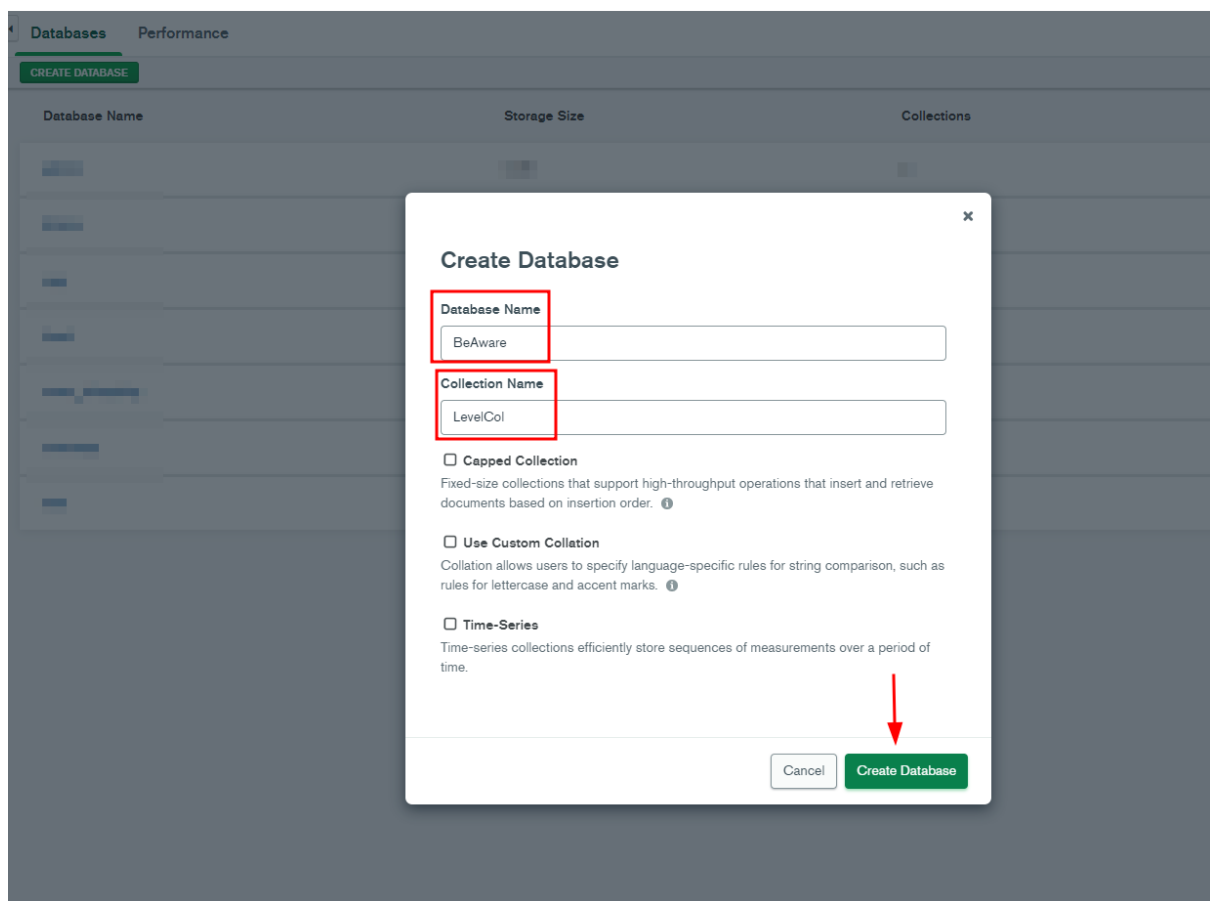 Databases Performance
CREATE DATABASE
Database Name Storage Size Collections
Create Database
Database Name
BeAware
Collection Name
LevelCol
Capped Collection
Fixed-size collections that support high-throughput operations that insert and retrieve
documents based on insertion order.
Use Custom Collation
Collation allows users to specify language-specific rules for string comparison, such as
rules for lettercase and accent marks.
Time-Series
Time-series collections efficiently store sequences of measurements over a period of
time.
Cancel Create Database